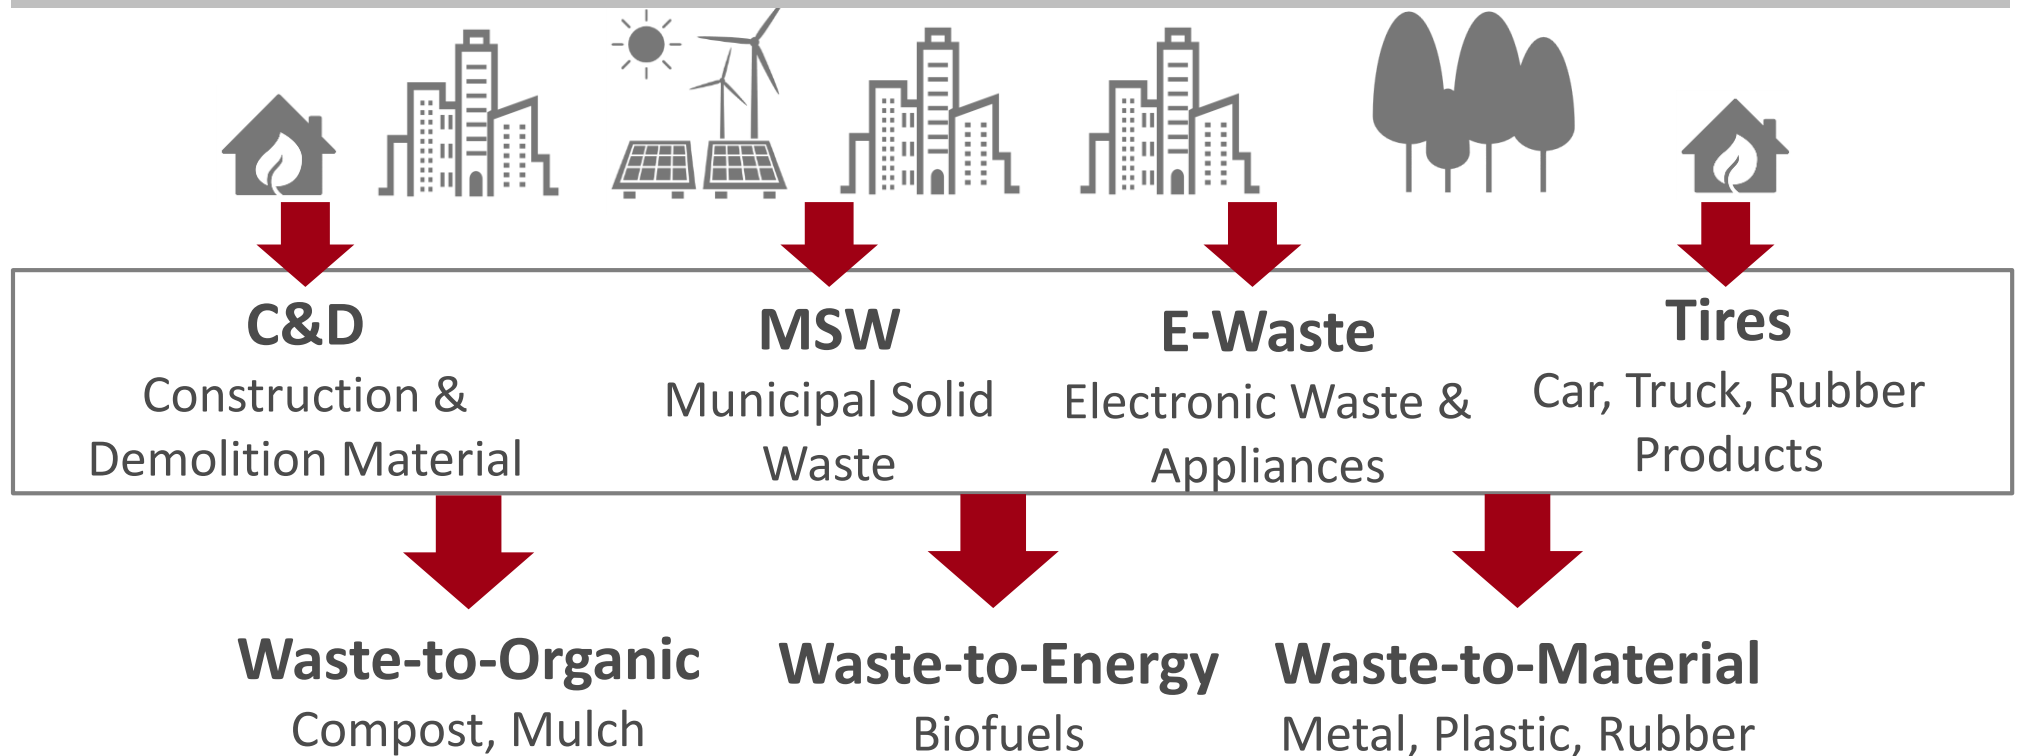 C&D
Construction &
Demolition Material
MSW
Municipal Solid
Waste
E-Waste
Electronic Waste &
Appliances
Tires
Car, Truck, Rubber
Products
Waste-to-Organic
Compost, Mulch
Waste-to-Energy
Biofuels
Waste-to-Material
Metal, Plastic, Rubber